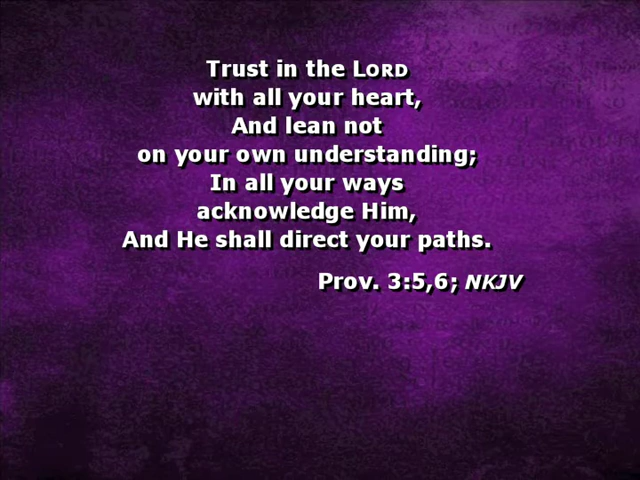 Trust in the LORD
with all your heart,
And lean not
on your own understanding;
In all your ways
acknowledge Him,
And He shall direct your paths.
Prov. 3:5,6; NKJV